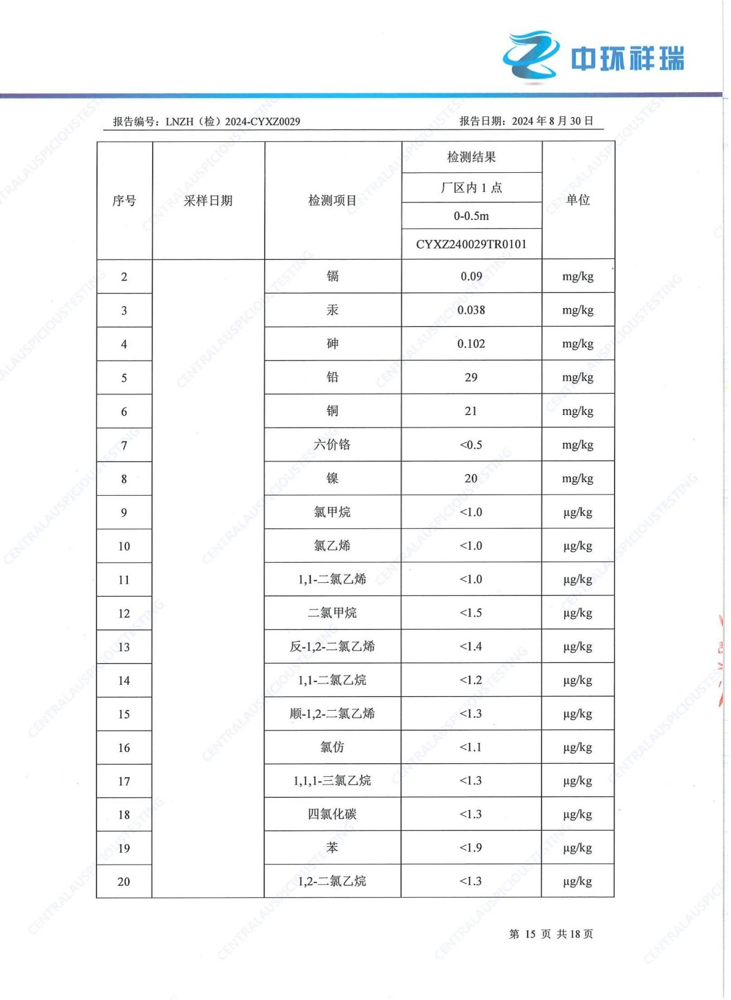 中环祥瑞
报告编号：LNZH（检）2024-CYXZ0029 报告日期：2024 年 8 月 30 日
序号 采样日期 检测项目 检测结果 单位
厂区内 1 点
0-0.5m
CYXZ240029TR0101
2 镉 0.09 mg/kg
3 汞 0.038 mg/kg
4 砷 0.102 mg/kg
5 铅 29 mg/kg
6 铜 21 mg/kg
7 六价铬 <0.5 mg/kg
8 镍 20 mg/kg
9 氯甲烷 <1.0 μg/kg
10 氯乙烯 <1.0 μg/kg
11 1,1-二氯乙烯 <1.0 μg/kg
12 二氯甲烷 <1.5 μg/kg
13 反-1,2-二氯乙烯 <1.4 μg/kg
14 1,1-二氯乙烷 <1.2 μg/kg
15 顺-1,2-二氯乙烯 <1.3 μg/kg
16 氯仿 <1.1 μg/kg
17 1,1,1-三氯乙烷 <1.3 μg/kg
18 四氯化碳 <1.3 μg/kg
19 苯 <1.9 μg/kg
20 1,2-二氯乙烷 <1.3 μg/kg
第 15 页 共 18 页
CENTRALAUSPICIOUSTESTING